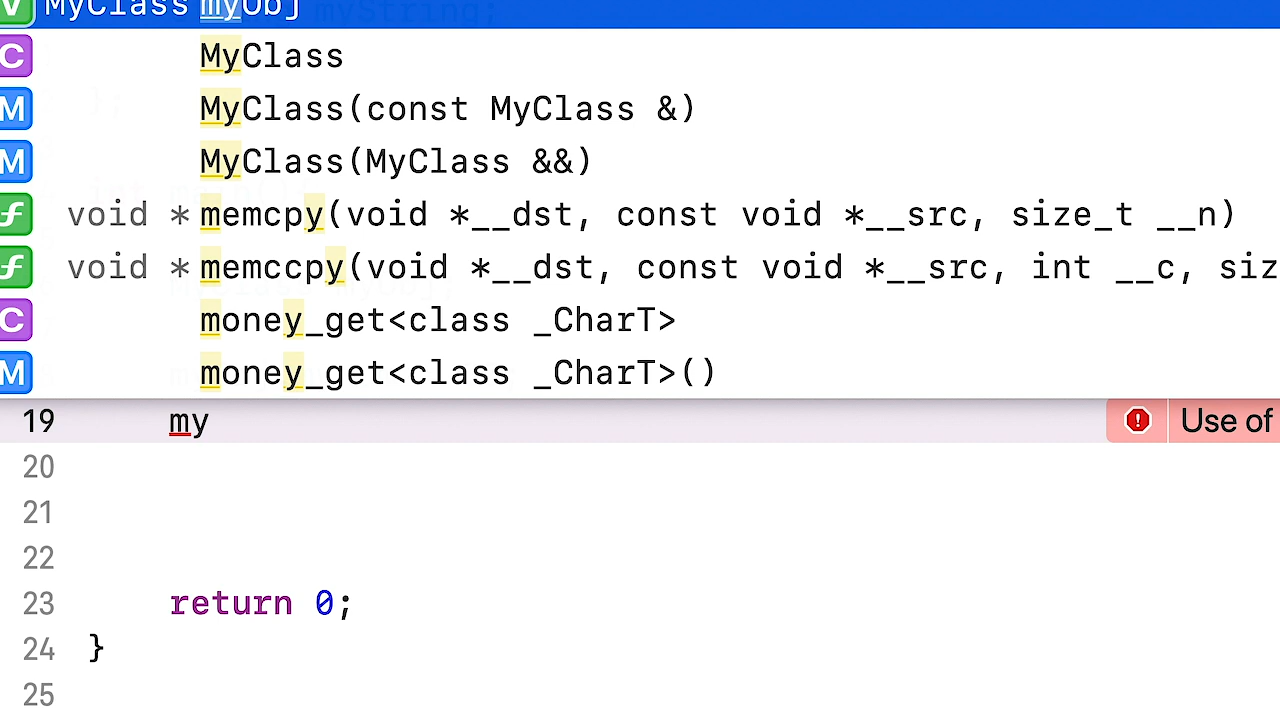 V MyClass myObj
C MyClass
M MyClass(const MyClass &)
M MyClass(MyClass &&)
f void *memcpy(void *__dst, const void *__src, size_t __n)
f void *memccpy(void *__dst, const void *__src, int __c, siz
C money_get<class _CharT>
M money_get<class _CharT>()
19 my Use of
20
21
22
23 return 0;
24 }
25